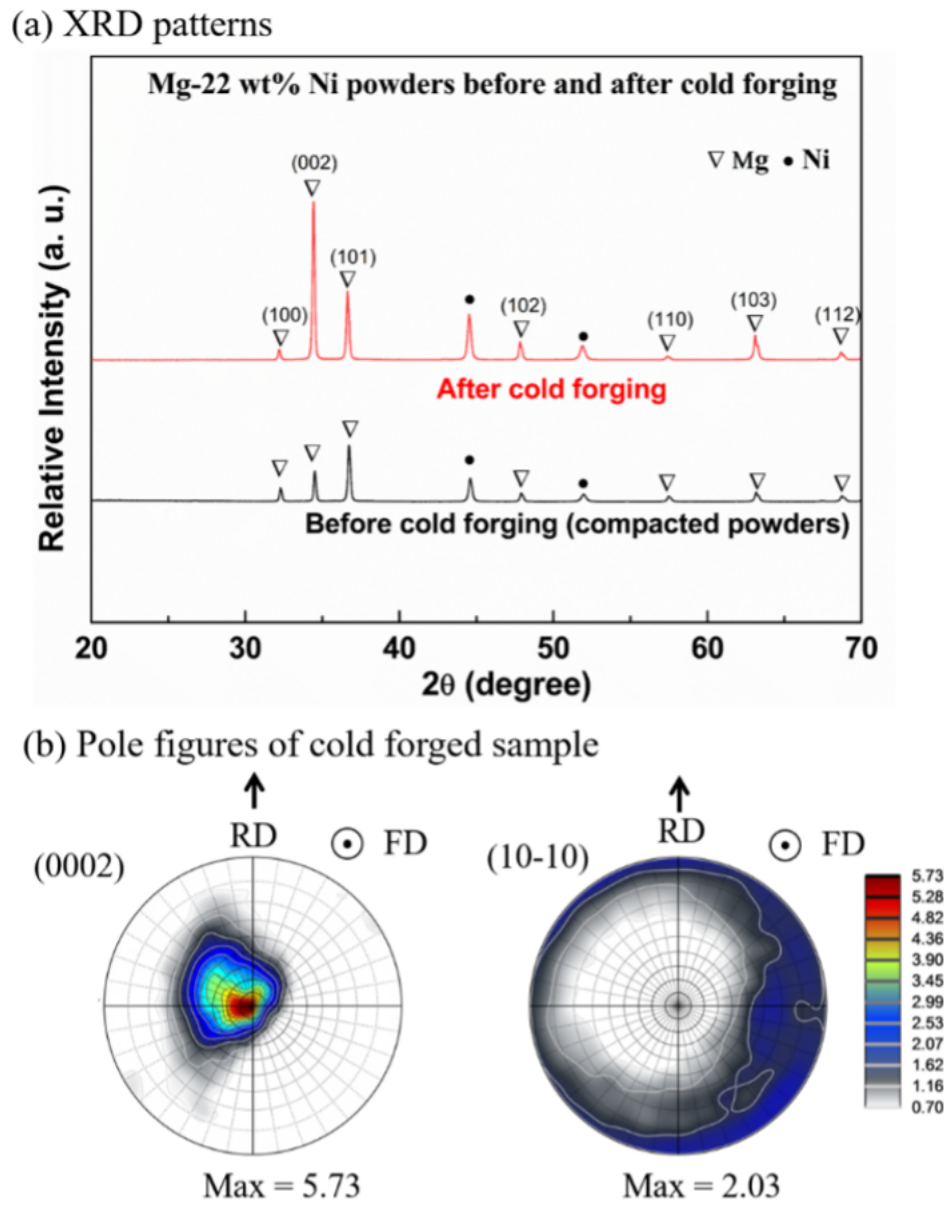 (a) XRD patterns
Mg-22 wt% Ni powders before and after cold forging
▽ Mg • Ni
(002)
(101)
(100)
(102)
(110)
(103)
(112)
After cold forging
Before cold forging (compacted powders)
Relative Intensity (a. u.)
20 30 40 50 60 70
2θ (degree)
(b) Pole figures of cold forged sample
(0002) RD FD
(10-10) RD FD
5.73
5.28
4.82
4.36
3.90
3.45
2.99
2.53
2.07
1.62
1.16
0.70
Max = 5.73
Max = 2.03